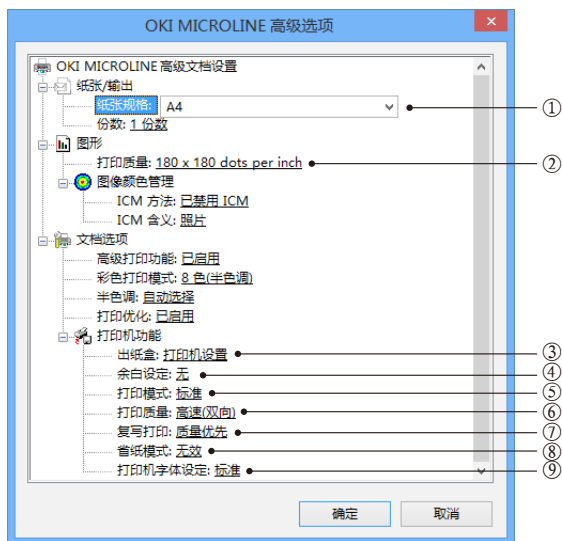 OKI MICROLINE 高级选项
OKI MICROLINE 高级文档设置
纸张/输出
纸张规格: A4 ①
份数: 1 份数
图形
打印质量: 180 x 180 dots per inch ②
图像颜色管理
ICM 方法: 已禁用 ICM
ICM 含义: 照片
文档选项
高级打印功能: 已启用
彩色打印模式: 8 色(半色调)
半色调: 自动选择
打印优化: 已启用
打印机功能
出纸盒: 打印机设置 ③
余白设定: 无 ④
打印模式: 标准 ⑤
打印质量: 高速(双向) ⑥
复写打印: 质量优先 ⑦
省纸模式: 无效 ⑧
打印机字体设定: 标准 ⑨
确定 取消